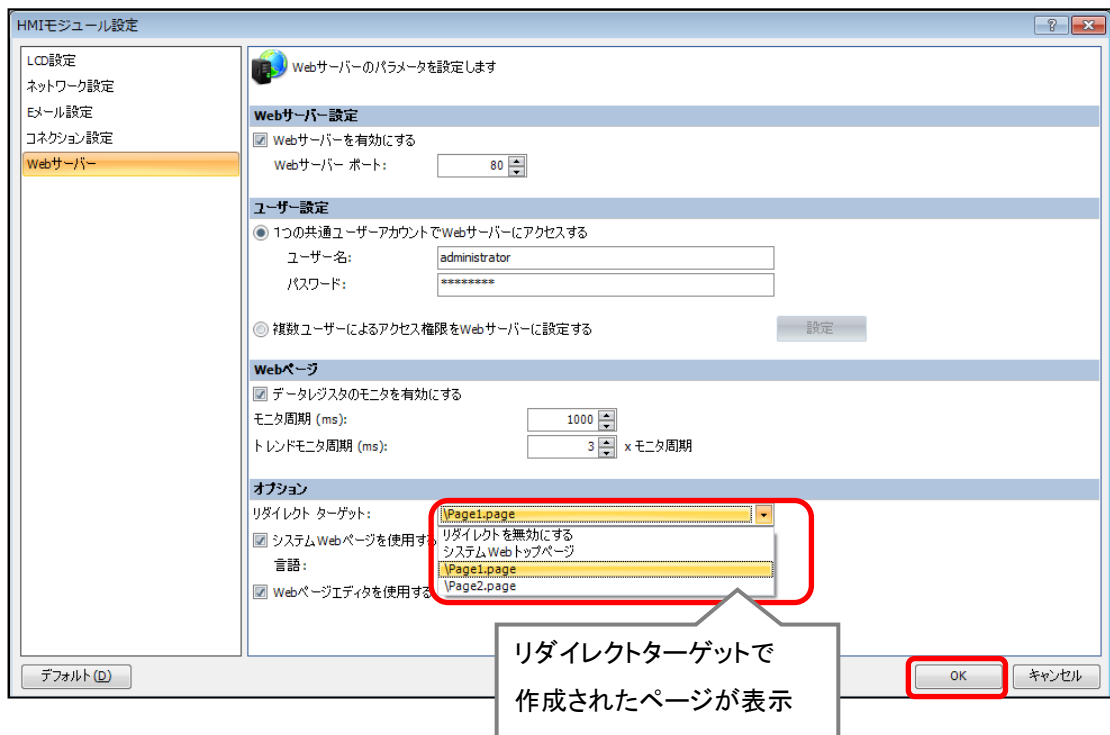 HMIモジュール設定
LCD設定
ネットワーク設定
Eメール設定
コネクション設定
Webサーバー
Webサーバーのパラメータを設定します
Webサーバー設定
Webサーバーを有効にする
Webサーバー ポート: 80
ユーザー設定
1つの共通ユーザーアカウントでWebサーバーにアクセスする
ユーザー名: administrator
パスワード: ********
複数ユーザーによるアクセス権限をWebサーバーに設定する 設定
Webページ
データレジスタのモニタを有効にする
モニタ周期 (ms): 1000
トレンドモニタ周期 (ms): 3 x モニタ周期
オプション
リダイレクト ターゲット: \Page1.page
システムWebページを使用する
リダイレクトを無効にする
システムWebトップページ
言語: \Page1.page
\Page2.page
Webページエディタを使用する
リダイレクトターゲットで
作成されたページが表示
デフォルト(D) OK キャンセル